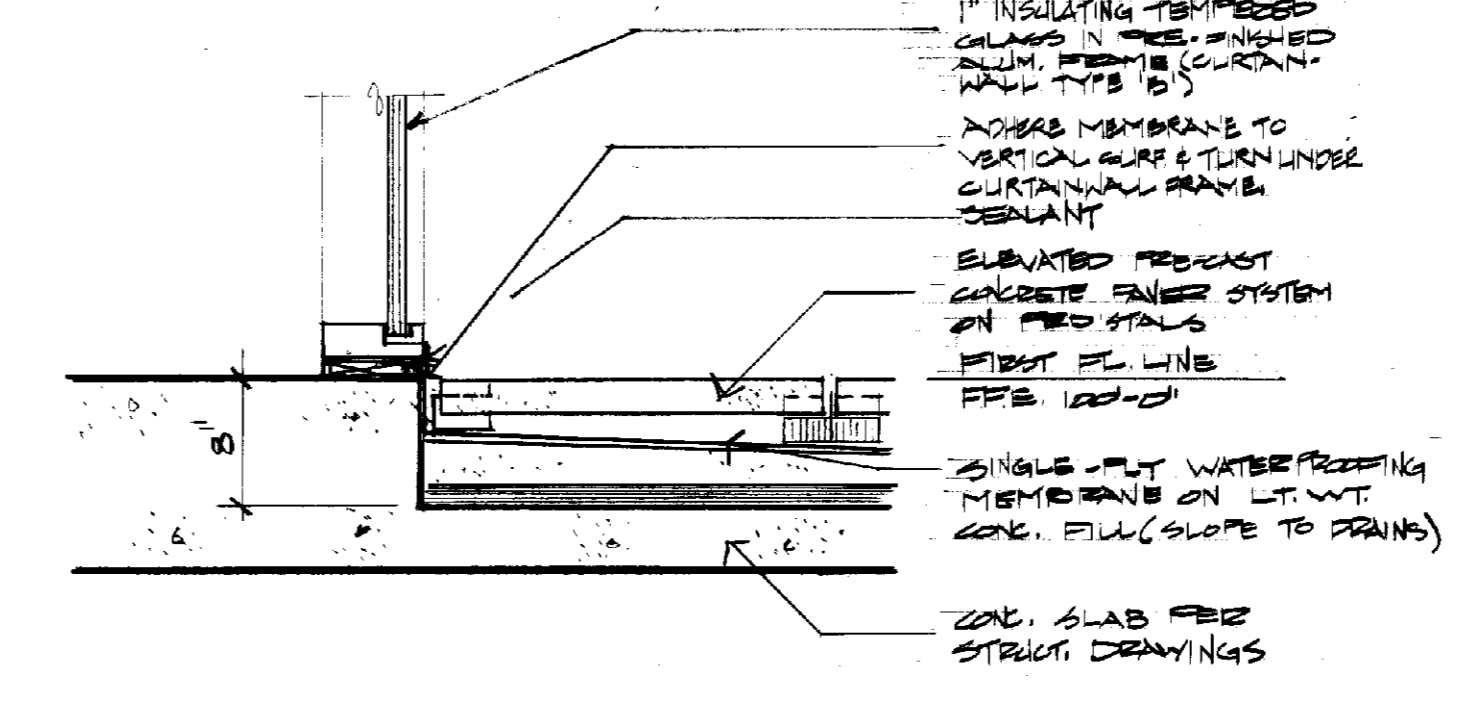 1" INSULATING TEMPERED
GLASS IN PRE-FINISHED
ALUM. FRAME (CURTAIN-
WALL TYPE 'B')
ADHERE MEMBRANE TO
VERTICAL SURF & TURN UNDER
CURTAINWALL FRAME.
SEALANT
ELEVATED PRE-CAST
CONCRETE PAVER SYSTEM
ON PED STALS
FIRST FL. LINE
F.F.E. 100'-0"
8"
SINGLE-PLY WATERPROOFING
MEMBRANE ON LT. WT.
CONC. FILL (SLOPE TO DRAINS)
CONC. SLAB PER
STRUCT. DRAWINGS